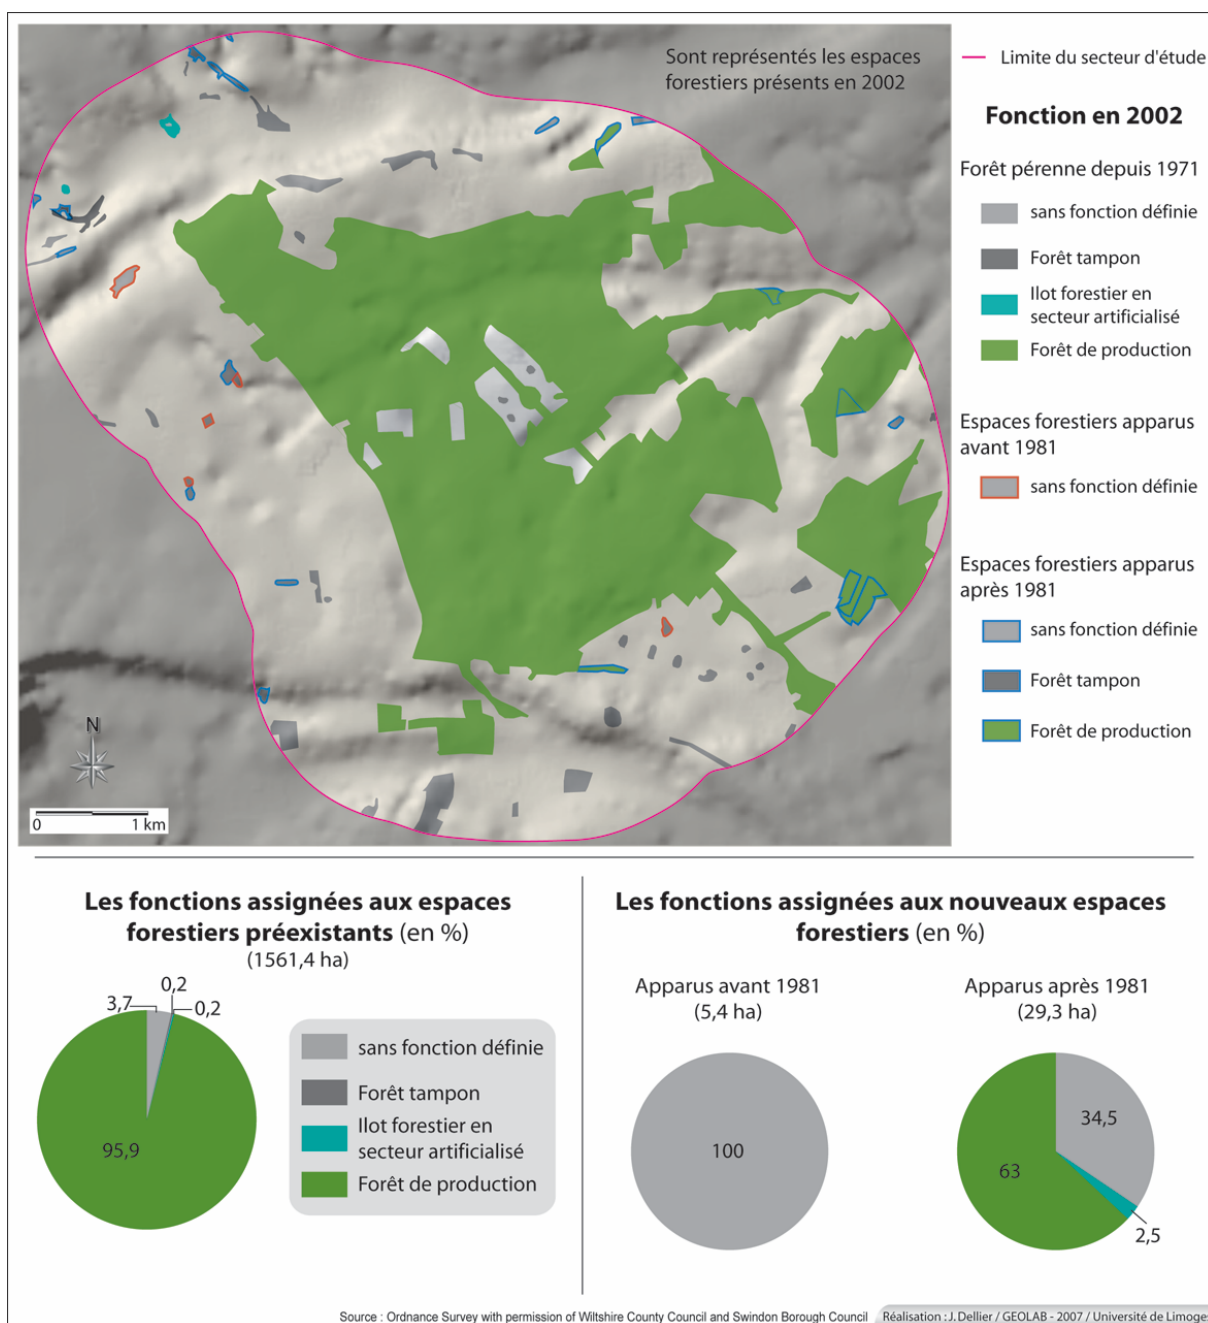 Sont représentés les espaces
forestiers présents en 2002
N
0 1 km
Limite du secteur d'étude
Fonction en 2002
Forêt pérenne depuis 1971
sans fonction définie
Forêt tampon
Ilot forestier en
secteur artificialisé
Forêt de production
Espaces forestiers apparus
avant 1981
sans fonction définie
Espaces forestiers apparus
après 1981
sans fonction définie
Forêt tampon
Forêt de production
Les fonctions assignées aux espaces
forestiers préexistants (en %)
(1561,4 ha)
0,2
3,7
0,2
95,9
sans fonction définie
Forêt tampon
Ilot forestier en
secteur artificialisé
Forêt de production
Les fonctions assignées aux nouveaux espaces
forestiers (en %)
Apparus avant 1981
(5,4 ha)
100
Apparus après 1981
(29,3 ha)
34,5
63
2,5
Source : Ordnance Survey with permission of Wiltshire County Council and Swindon Borough Council
Réalisation : J. Dellier / GEOLAB - 2007 / Université de Limoges